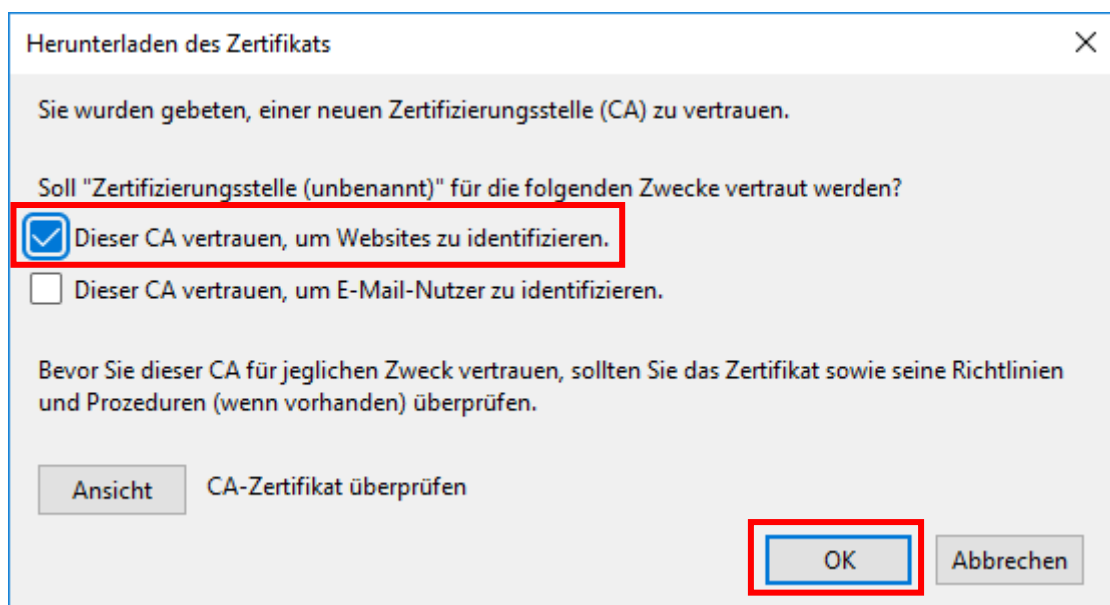 Herunterladen des Zertifikats
Sie wurden gebeten, einer neuen Zertifizierungsstelle (CA) zu vertrauen.
Soll "Zertifizierungsstelle (unbenannt)" für die folgenden Zwecke vertraut werden?
Dieser CA vertrauen, um Websites zu identifizieren.
Dieser CA vertrauen, um E-Mail-Nutzer zu identifizieren.
Bevor Sie dieser CA für jeglichen Zweck vertrauen, sollten Sie das Zertifikat sowie seine Richtlinien
und Prozeduren (wenn vorhanden) überprüfen.
Ansicht CA-Zertifikat überprüfen
OK Abbrechen